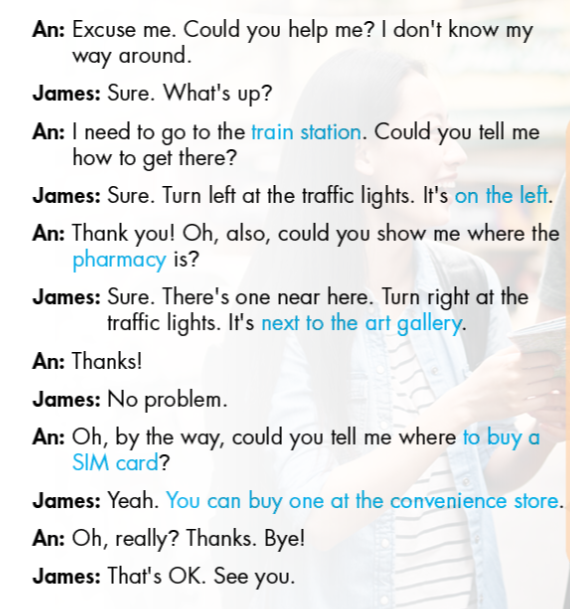 An: Excuse me. Could you help me? I don't know my
way around.
James: Sure. What's up?
An: I need to go to the train station. Could you tell me
how to get there?
James: Sure. Turn left at the traffic lights. It's on the left.
An: Thank you! Oh, also, could you show me where the
pharmacy is?
James: Sure. There's one near here. Turn right at the
traffic lights. It's next to the art gallery.
An: Thanks!
James: No problem.
An: Oh, by the way, could you tell me where to buy a
SIM card?
James: Yeah. You can buy one at the convenience store.
An: Oh, really? Thanks. Bye!
James: That's OK. See you.